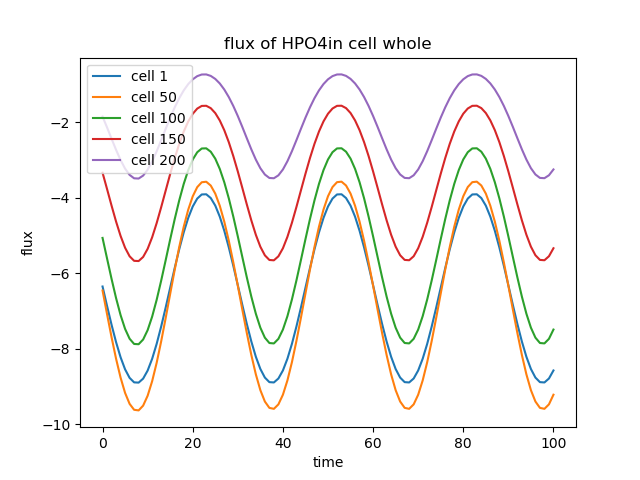 flux of HPO4in cell whole
cell 1
cell 50
cell 100
cell 150
cell 200
flux
−2
−4
−6
−8
−10
0
20
40
60
80
100
time